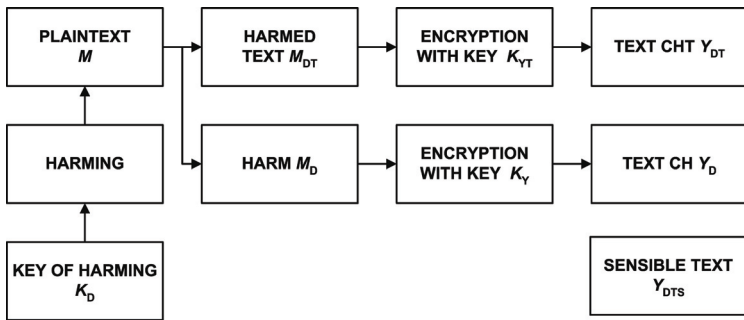 PLAINTEXT
M
HARMED
TEXT M_DT
ENCRYPTION
WITH KEY K_YT
TEXT CHT Y_DT
HARMING
HARM M_D
ENCRYPTION
WITH KEY K_Y
TEXT CH Y_D
KEY OF HARMING
K_D
SENSIBLE TEXT
Y_DTS